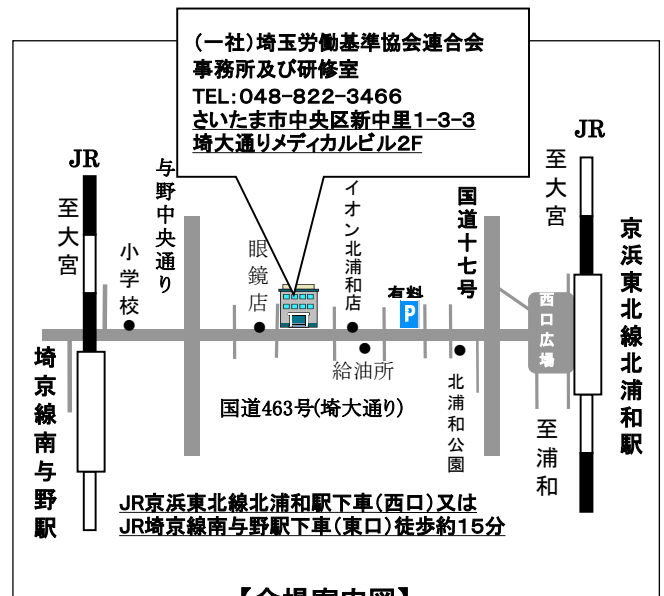 （一社）埼玉労働基準協会連合会
事務所及び研修室
TEL：048-822-3466
さいたま市中央区新中里1-3-3
埼大通りメディカルビル2F
JR
至大宮
小学校
与野中央通り
眼鏡店
イオン北浦和店
有料
P
国道十七号
至大宮
JR
京浜東北線北浦和駅
西口広場
埼京線南与野駅
給油所
国道463号(埼大通り)
北浦和公園
至浦和
JR京浜東北線北浦和駅下車（西口）又は
JR埼京線南与野駅下車（東口）徒歩約15分
【会場案内図】